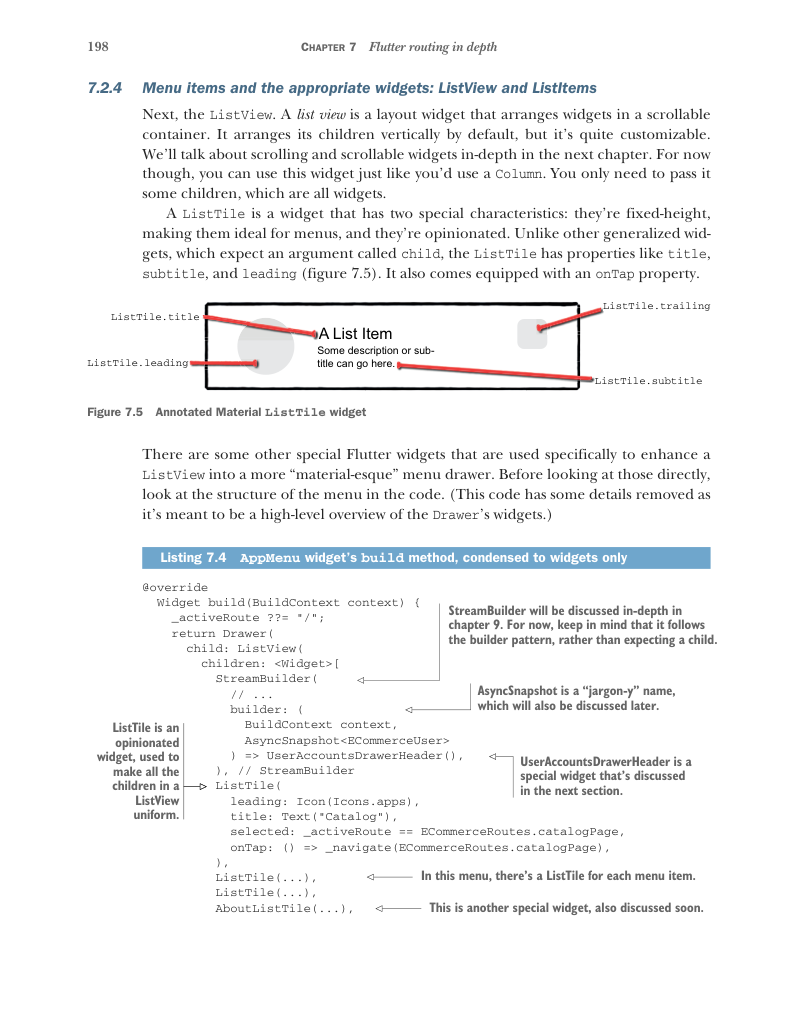 198
CHAPTER 7 Flutter routing in depth
7.2.4 Menu items and the appropriate widgets: ListView and ListItems
Next, the ListView. A list view is a layout widget that arranges widgets in a scrollable
container. It arranges its children vertically by default, but it’s quite customizable.
We’ll talk about scrolling and scrollable widgets in-depth in the next chapter. For now
though, you can use this widget just like you’d use a Column. You only need to pass it
some children, which are all widgets.
A ListTile is a widget that has two special characteristics: they’re fixed-height,
making them ideal for menus, and they’re opinionated. Unlike other generalized wid-
gets, which expect an argument called child, the ListTile has properties like title,
subtitle, and leading (figure 7.5). It also comes equipped with an onTap property.
ListTile.title
ListTile.leading
A List Item
Some description or sub-
title can go here.
ListTile.trailing
ListTile.subtitle
Figure 7.5 Annotated Material ListTile widget
There are some other special Flutter widgets that are used specifically to enhance a
ListView into a more “material-esque” menu drawer. Before looking at those directly,
look at the structure of the menu in the code. (This code has some details removed as
it’s meant to be a high-level overview of the Drawer’s widgets.)
Listing 7.4 AppMenu widget’s build method, condensed to widgets only
@override
Widget build(BuildContext context) {
_activeRoute ??= "/";
return Drawer(
child: ListView(
children: <Widget>[
StreamBuilder(
// ...
builder: (
BuildContext context,
AsyncSnapshot<ECommerceUser>
) => UserAccountsDrawerHeader(),
), // StreamBuilder
ListTile(
leading: Icon(Icons.apps),
title: Text("Catalog"),
selected: _activeRoute == ECommerceRoutes.catalogPage,
onTap: () => _navigate(ECommerceRoutes.catalogPage),
),
ListTile(...),
ListTile(...),
AboutListTile(...),
StreamBuilder will be discussed in-depth in
chapter 9. For now, keep in mind that it follows
the builder pattern, rather than expecting a child.
AsyncSnapshot is a “jargon-y” name,
which will also be discussed later.
UserAccountsDrawerHeader is a
special widget that’s discussed
in the next section.
ListTile is an
opinionated
widget, used to
make all the
children in a
ListView
uniform.
In this menu, there’s a ListTile for each menu item.
This is another special widget, also discussed soon.